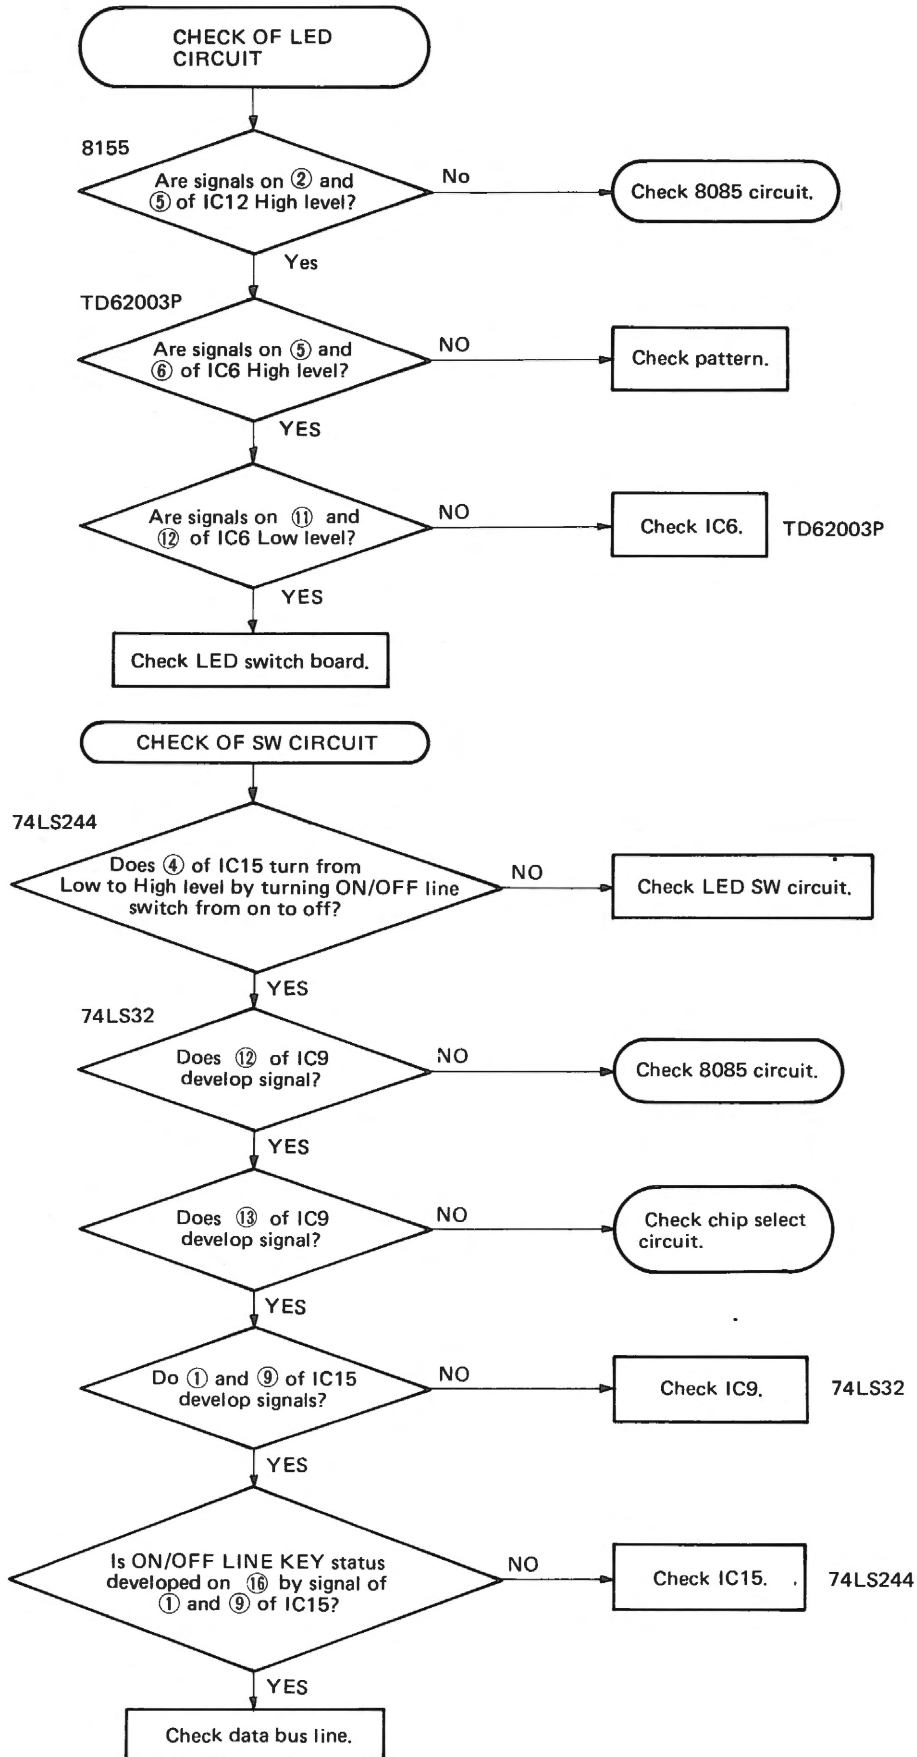 CHECK OF LED
CIRCUIT
8155
Are signals on ② and
⑤ of IC12 High level?
No
Check 8085 circuit.
Yes
TD62003P
Are signals on ⑤ and
⑥ of IC6 High level?
NO
Check pattern.
YES
Are signals on ⑪ and
⑫ of IC6 Low level?
NO
Check IC6.
TD62003P
YES
Check LED switch board.
CHECK OF SW CIRCUIT
74LS244
Does ④ of IC15 turn from
Low to High level by turning ON/OFF line
switch from on to off?
NO
Check LED SW circuit.
YES
74LS32
Does ⑫ of IC9
develop signal?
NO
Check 8085 circuit.
YES
Does ⑬ of IC9
develop signal?
NO
Check chip select
circuit.
YES
Do ① and ⑨ of IC15
develop signals?
NO
Check IC9.
74LS32
YES
Is ON/OFF LINE KEY status
developed on ⑯ by signal of
① and ⑨ of IC15?
NO
Check IC15.
74LS244
YES
Check data bus line.